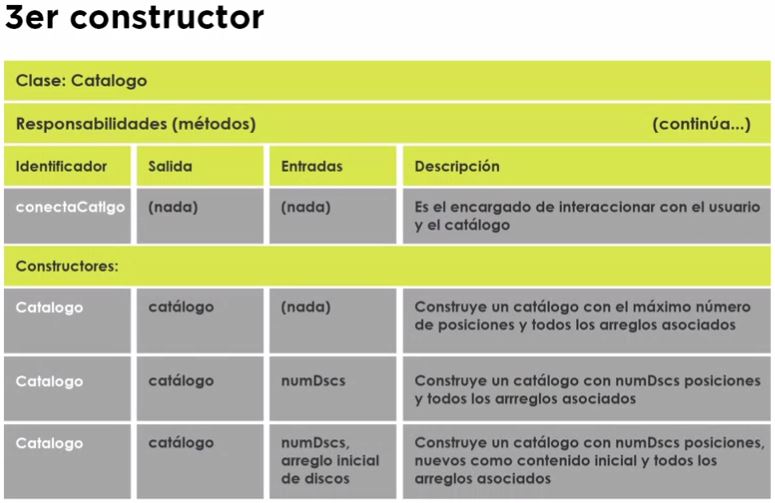 3er constructor
Clase: Catalogo
Responsabilidades (métodos) (continúa...)
Identificador Salida Entradas Descripción
conectaCatlgo (nada) (nada) Es el encargado de interaccionar con el usuario
y el catálogo
Constructores:
Catalogo catálogo (nada) Construye un catálogo con el máximo número
de posiciones y todos los arreglos asociados
Catalogo catálogo numDscs Construye un catálogo con numDscs posiciones
y todos los arrreglos asociados
Catalogo catálogo numDscs, Construye un catálogo con numDscs posiciones,
arreglo inicial nuevos como contenido inicial y todos los
de discos arreglos asociados